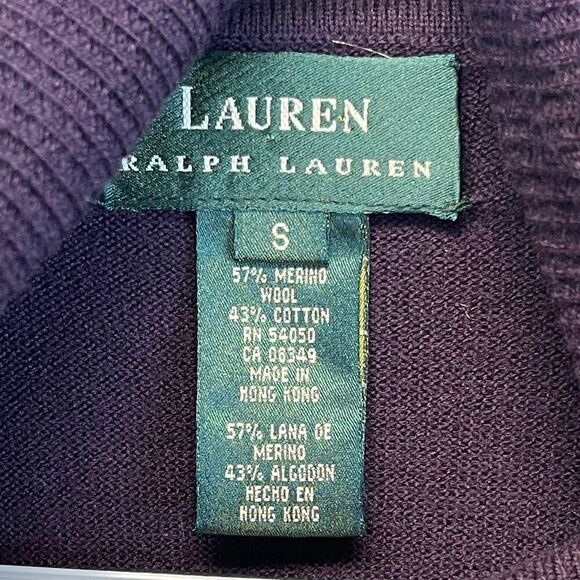 LAUREN
RALPH LAUREN
S
57% MERINO
WOOL
43% COTTON
RN 54050
CA 08349
MADE IN
HONG KONG
57% LANA DE
MERINO
43% ALGODON
HECHO EN
HONG KONG